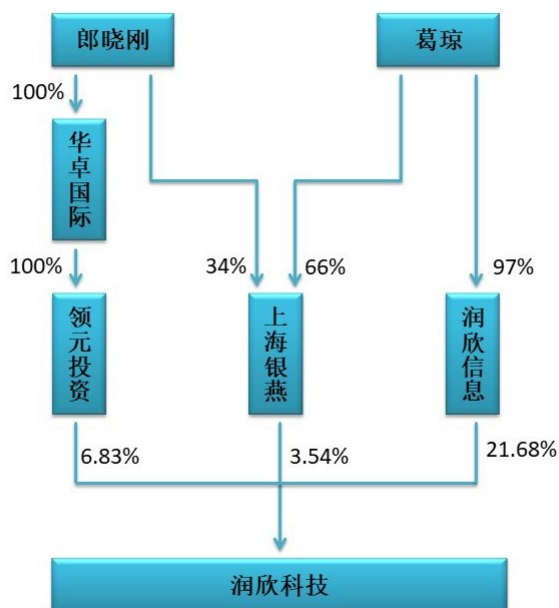 郎晓刚
葛琼
100%
华卓国际
100%
34%
66%
97%
领元投资
上海银燕
润欣信息
6.83%
3.54%
21.68%
润欣科技